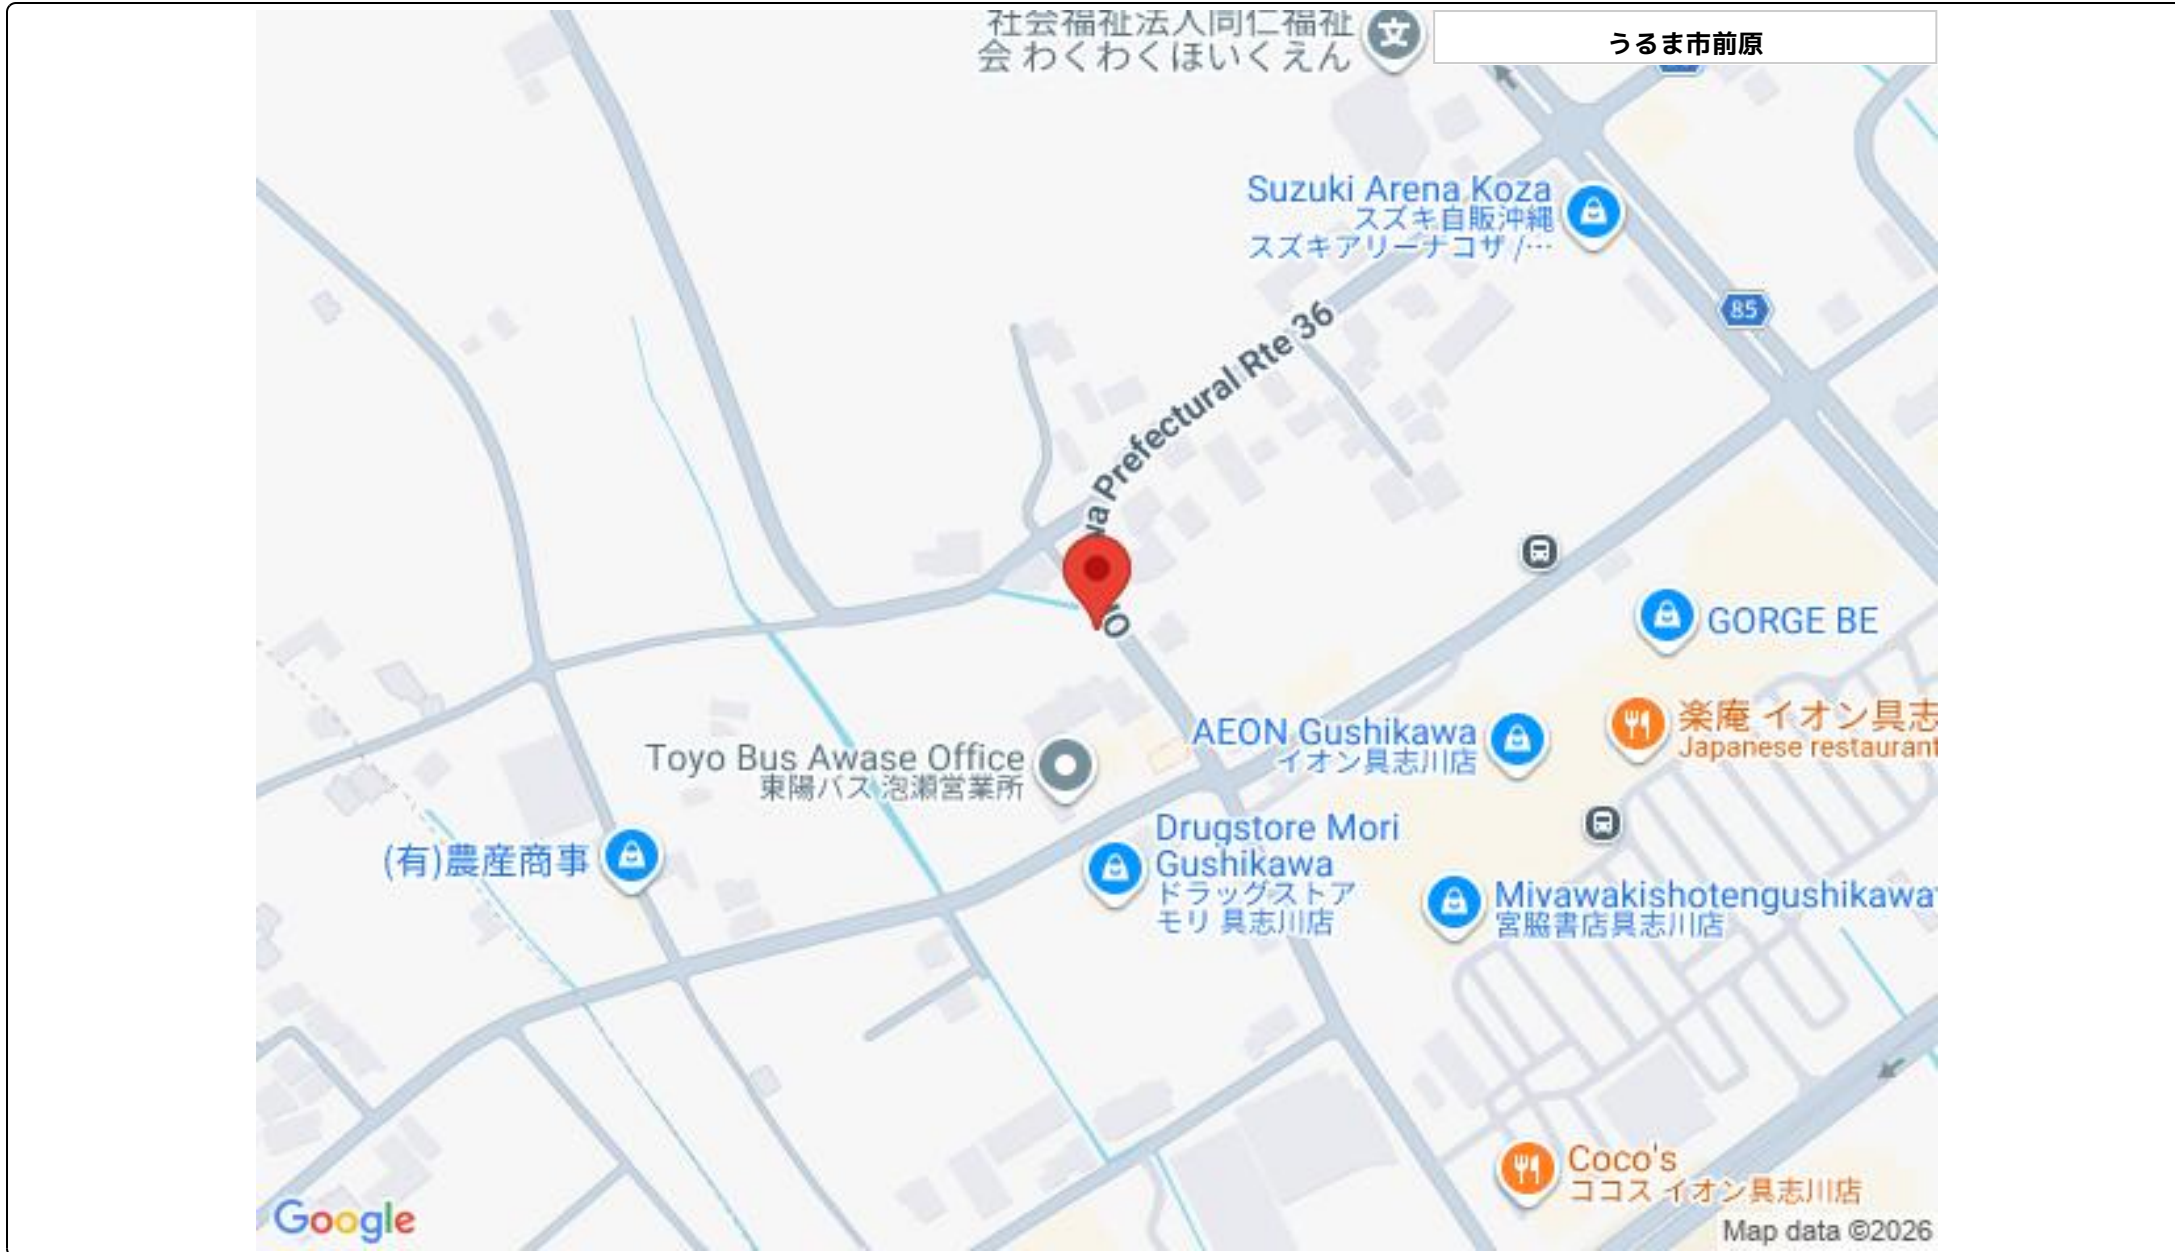 社会福祉法人同仁福祉
会 わくわくほいくえん
うるま市前原
Suzuki Arena Koza
スズキ自販沖縄
スズキアリーナコザ /…
85
Prefectural Rte 36
GORGE BE
楽庵 イオン具志
Japanese restaurant
AEON Gushikawa
イオン具志川店
Toyo Bus Awase Office
東陽バス 泡瀬営業所
Drugstore Mori
Gushikawa
ドラッグストア
モリ 具志川店
(有)農産商事
Miyawakishotengushikawa
宮脇書店具志川店
Coco's
ココス イオン具志川店
Google
Map data ©2026